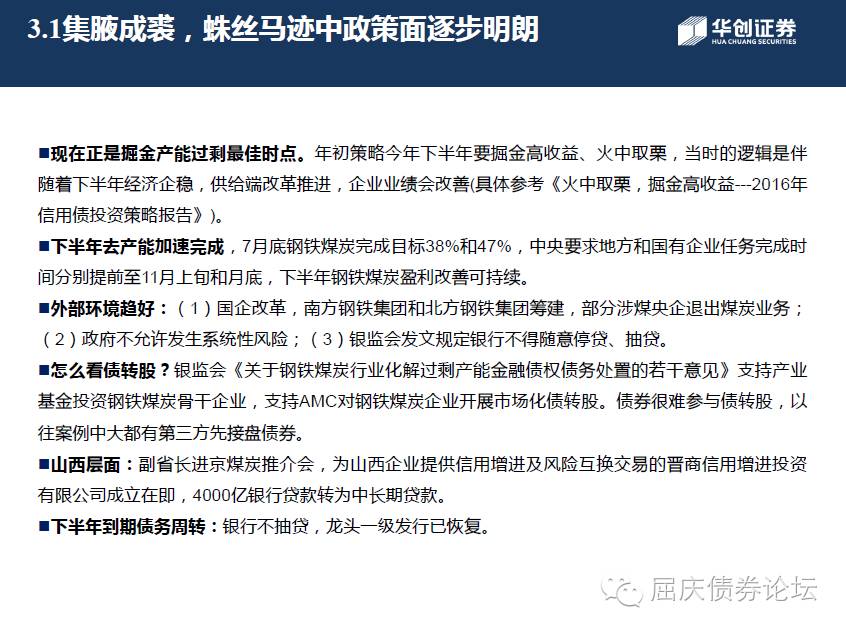 3.1集腋成裘，蛛丝马迹中政策面逐步明朗
华创证券
HUA CHUANG SECURITIES
■现在正是掘金产能过剩最佳时点。年初策略今年下半年要掘金高收益、火中取栗，当时的逻辑是伴
随着下半年经济企稳，供给端改革推进，企业业绩会改善(具体参考《火中取栗，掘金高收益---2016年
信用债投资策略报告》)。
■下半年去产能加速完成，7月底钢铁煤炭完成目标38%和47%，中央要求地方和国有企业任务完成时
间分别提前至11月上旬和月底，下半年钢铁煤炭盈利改善可持续。
■外部环境趋好：（1）国企改革，南方钢铁集团和北方钢铁集团筹建，部分涉煤央企退出煤炭业务；
（2）政府不允许发生系统性风险；（3）银监会发文规定银行不得随意停贷、抽贷。
■怎么看债转股？银监会《关于钢铁煤炭行业化解过剩产能金融债权债务处置的若干意见》支持产业
基金投资钢铁煤炭骨干企业，支持AMC对钢铁煤炭企业开展市场化债转股。债券很难参与债转股，以
往案例中大都有第三方先接盘债券。
■山西层面：副省长进京煤炭推介会，为山西企业提供信用增进及风险互换交易的晋商信用增进投资
有限公司成立在即，4000亿银行贷款转为中长期贷款。
■下半年到期债务周转：银行不抽贷，龙头一级发行已恢复。
屈庆债券论坛